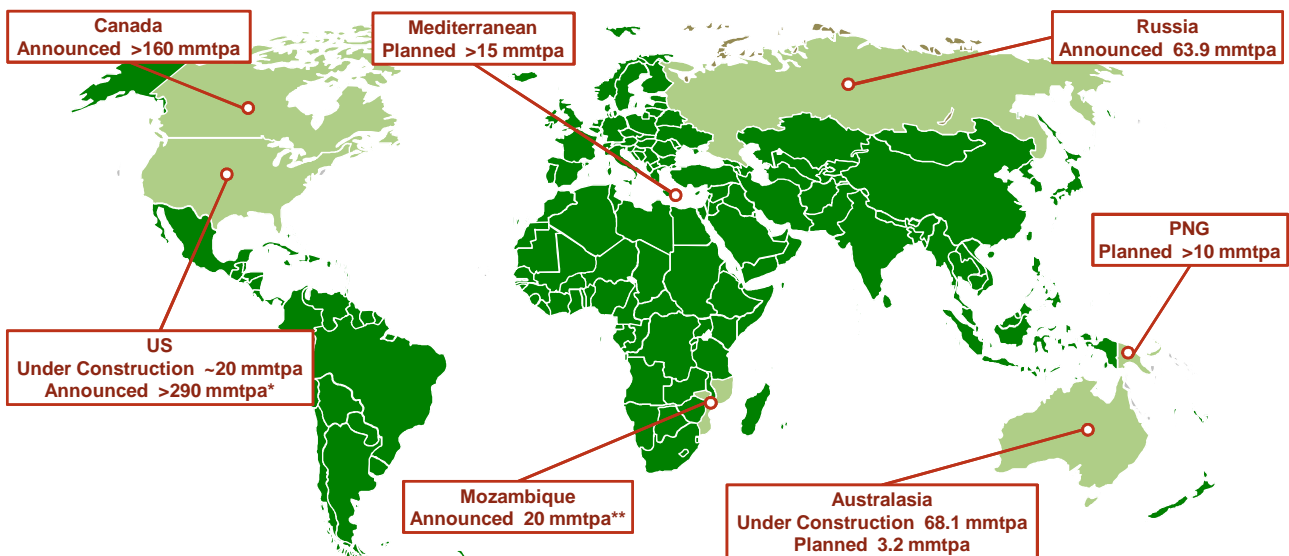 Canada
Announced >160 mmtpa
Mediterranean
Planned >15 mmtpa
Russia
Announced 63.9 mmtpa
PNG
Planned >10 mmtpa
US
Under Construction ~20 mmtpa
Announced >290 mmtpa*
Mozambique
Announced 20 mmtpa**
Australasia
Under Construction 68.1 mmtpa
Planned 3.2 mmtpa